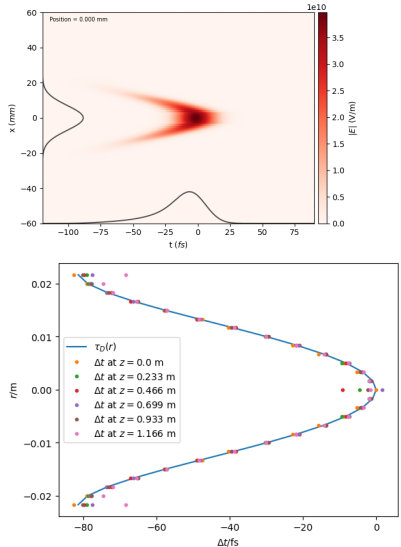 1e10
60
Position = 0.000 mm
4.0
3.5
40
3.0
20
2.5
x (mm)
0
|E| (V/m)
2.0
1.5
−20
1.0
−40
0.5
−60
0.0
−100 −75 −50 −25 0 25 50 75
t (fs)
0.02
0.01
τD(r)
Δt at z = 0.0 m
Δt at z = 0.233 m
r/m
0.00
Δt at z = 0.466 m
Δt at z = 0.699 m
Δt at z = 0.933 m
Δt at z = 1.166 m
−0.01
−0.02
−80 −60 −40 −20 0
Δt/fs